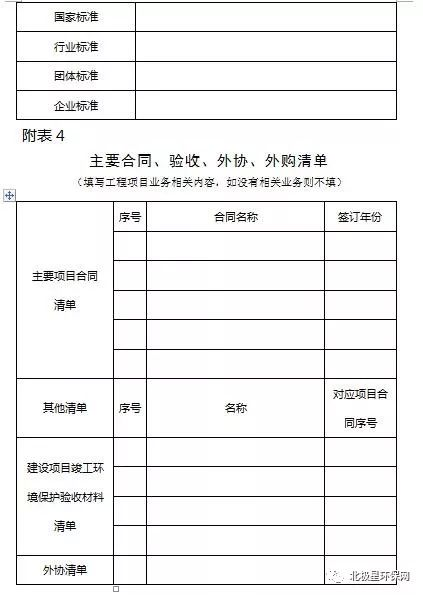 国家标准
行业标准
团体标准
企业标准
附表4
主要合同、验收、外协、外购清单
（填写工程项目业务相关内容，如没有相关业务则不填）
序号 合同名称 签订年份
主要项目合同
清单
其他清单 序号 名称 对应项目合
同序号
建设项目竣工环
境保护验收材料
清单
外协清单
北极星环保网